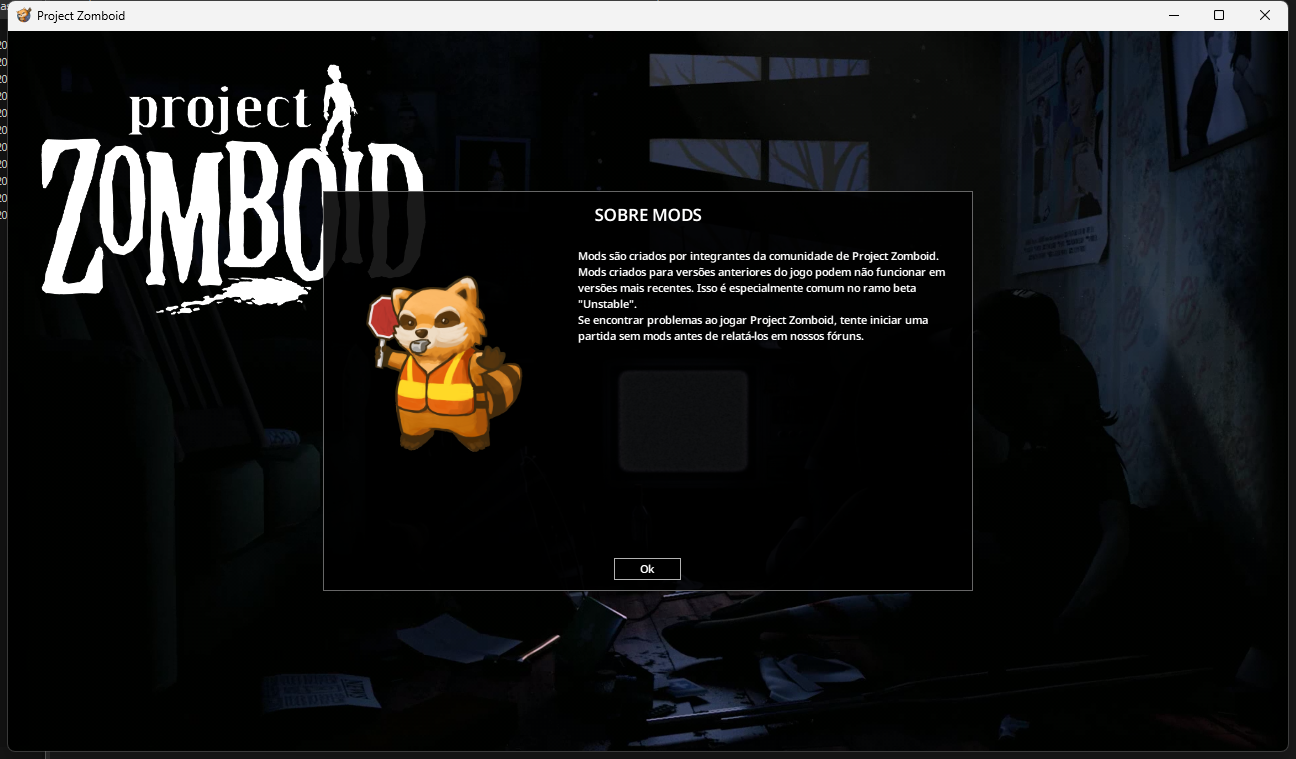 Project Zomboid
project
ZOMBOID
SOBRE MODS
Mods são criados por integrantes da comunidade de Project Zomboid.
Mods criados para versões anteriores do jogo podem não funcionar em
versões mais recentes. Isso é especialmente comum no ramo beta
"Unstable".
Se encontrar problemas ao jogar Project Zomboid, tente iniciar uma
partida sem mods antes de relatá-los em nossos fóruns.
Ok